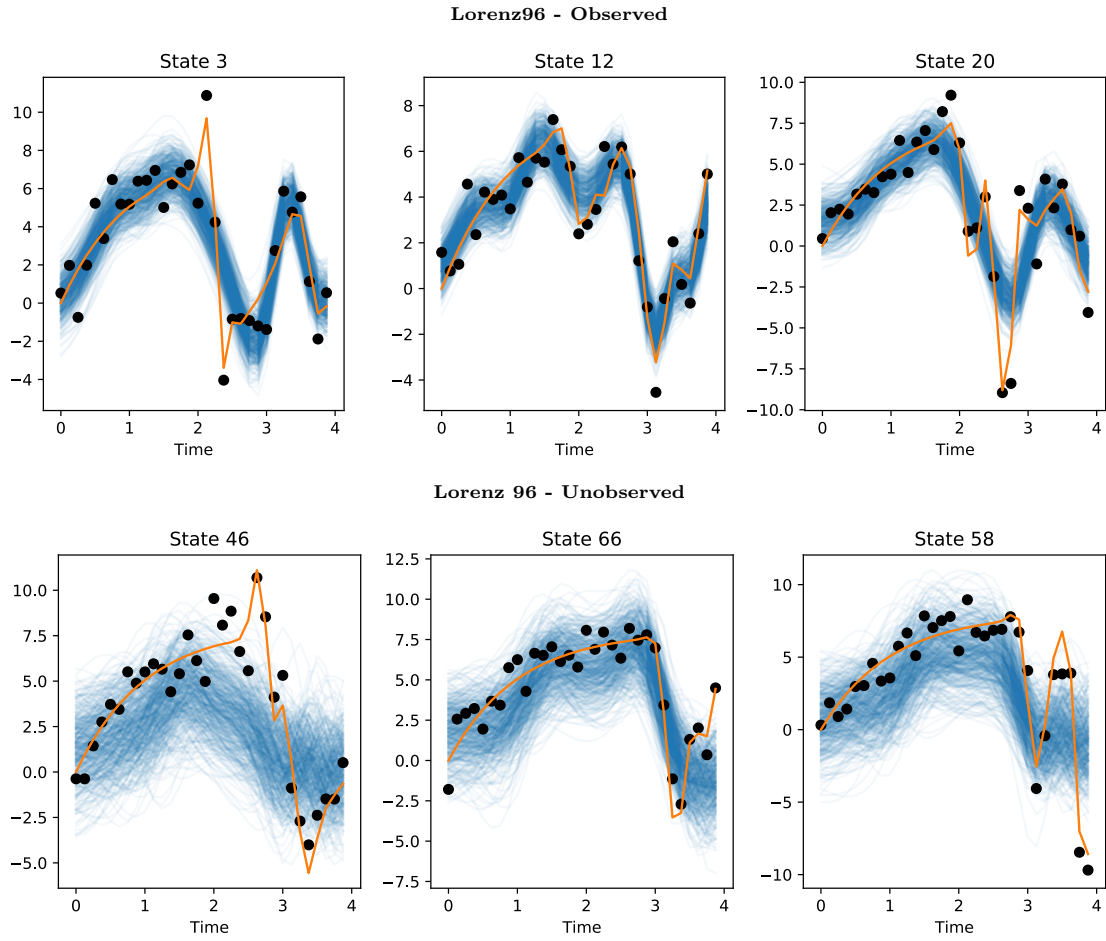 Lorenz96 - Observed
State 3
State 12
State 20
10
8
6
4
2
0
−2
−4
8
6
4
2
0
−2
−4
10.0
7.5
5.0
2.5
0.0
−2.5
−5.0
−7.5
−10.0
0 1 2 3 4
0 1 2 3 4
0 1 2 3 4
Time
Time
Time
Lorenz 96 - Unobserved
State 46
State 66
State 58
10.0
7.5
5.0
2.5
0.0
−2.5
−5.0
12.5
10.0
7.5
5.0
2.5
0.0
−2.5
−5.0
−7.5
10
5
0
−5
−10
0 1 2 3 4
0 1 2 3 4
0 1 2 3 4
Time
Time
Time